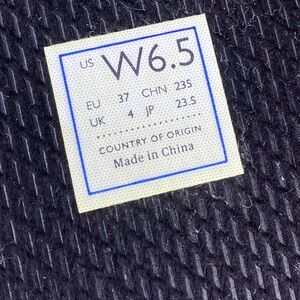 US W6.5
EU 37 CHN 235
UK 4 JP 23.5
COUNTRY OF ORIGIN
Made in China